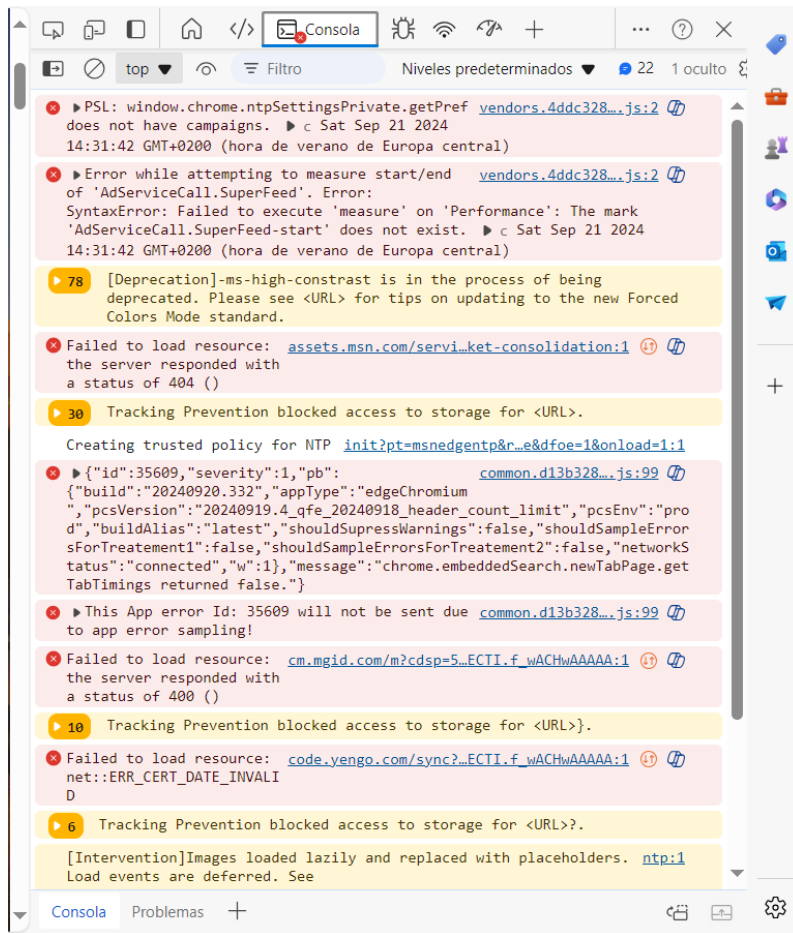 Consola
top
Filtro
Niveles predeterminados
22
1 oculto
PSL: window.chrome.ntpSettingsPrivate.getPref vendors.4ddc328….js:2
does not have campaigns. ▶ c Sat Sep 21 2024
14:31:42 GMT+0200 (hora de verano de Europa central)
Error while attempting to measure start/end vendors.4ddc328….js:2
of 'AdServiceCall.SuperFeed'. Error:
SyntaxError: Failed to execute 'measure' on 'Performance': The mark
'AdServiceCall.SuperFeed-start' does not exist. ▶ c Sat Sep 21 2024
14:31:42 GMT+0200 (hora de verano de Europa central)
78 [Deprecation]-ms-high-constrast is in the process of being
deprecated. Please see <URL> for tips on updating to the new Forced
Colors Mode standard.
Failed to load resource: assets.msn.com/servi…ket-consolidation:1
the server responded with
a status of 404 ()
30 Tracking Prevention blocked access to storage for <URL>.
Creating trusted policy for NTP init?pt=msnedgentp&r…e&dfoe=1&onload=1:1
{"id":35609,"severity":1,"pb": common.d13b328….js:99
{"build":"20240920.332","appType":"edgeChromium
","pcsVersion":"20240919.4_qfe_20240918_header_count_limit","pcsEnv":"pro
d","buildAlias":"latest","shouldSupressWarnings":false,"shouldSampleError
sForTreatement1":false,"shouldSampleErrorsForTreatement2":false,"networkS
tatus":"connected","w":1},"message":"chrome.embeddedSearch.newTabPage.get
TabTimings returned false."}
This App error Id: 35609 will not be sent due common.d13b328….js:99
to app error sampling!
Failed to load resource: cm.mgid.com/m?cdsp=5…ECTI.f_wACHwAAAAA:1
the server responded with
a status of 400 ()
10 Tracking Prevention blocked access to storage for <URL>}.
Failed to load resource: code.yengo.com/sync?…ECTI.f_wACHwAAAAA:1
net::ERR_CERT_DATE_INVALI
D
6 Tracking Prevention blocked access to storage for <URL>?.
[Intervention]Images loaded lazily and replaced with placeholders. ntp:1
Load events are deferred. See
Consola
Problemas